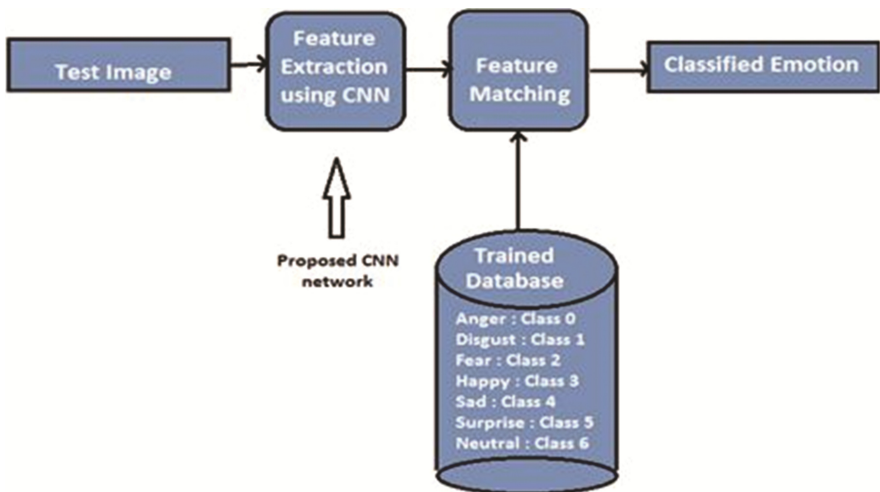 Test Image
Feature
Extraction
using CNN
Feature
Matching
Classified Emotion
Proposed CNN
network
Trained
Database
Anger : Class 0
Disgust : Class 1
Fear : Class 2
Happy : Class 3
Sad : Class 4
Surprise : Class 5
Neutral : Class 6